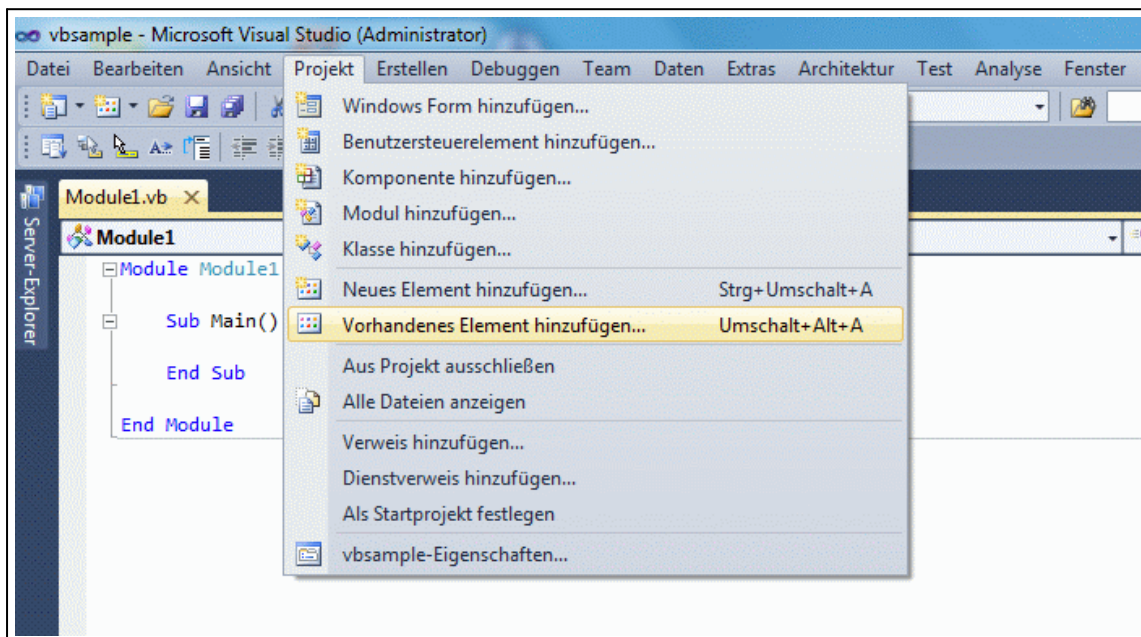 vbsample - Microsoft Visual Studio (Administrator)
Datei Bearbeiten Ansicht Projekt Erstellen Debuggen Team Daten Extras Architektur Test Analyse Fenster
Windows Form hinzufügen...
Benutzersteuerelement hinzufügen...
Komponente hinzufügen...
Modul hinzufügen...
Klasse hinzufügen...
Neues Element hinzufügen... Strg+Umschalt+A
Vorhandenes Element hinzufügen... Umschalt+Alt+A
Aus Projekt ausschließen
Alle Dateien anzeigen
Verweis hinzufügen...
Dienstverweis hinzufügen...
Als Startprojekt festlegen
vbsample-Eigenschaften...
Server-Explorer
Module1.vb
Module1
Module Module1
Sub Main()
End Sub
End Module